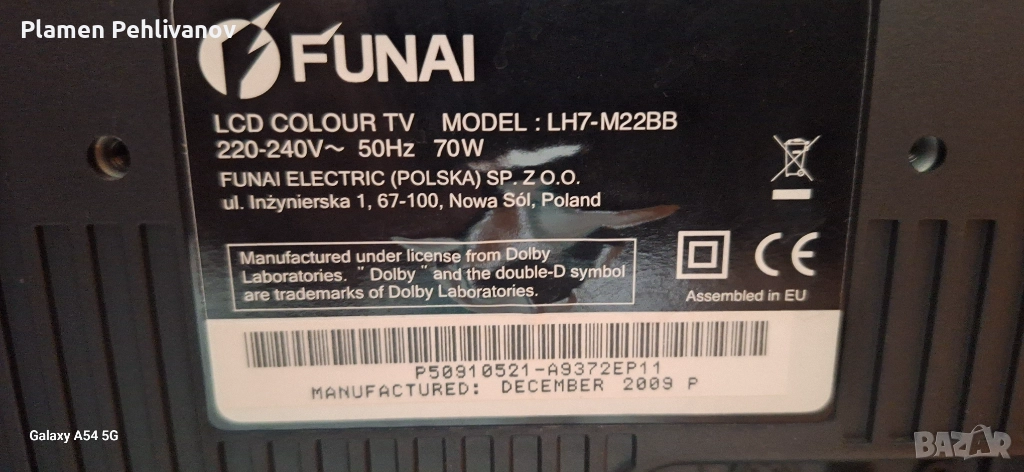 Plamen Pehlivanov
FUNAI
LCD COLOUR TV MODEL : LH7-M22BB
220-240V~ 50Hz 70W
FUNAI ELECTRIC (POLSKA) SP. Z O.O.
ul. Inżynierska 1, 67-100, Nowa Sól, Poland
Manufactured under license from Dolby
Laboratories. " Dolby " and the double-D symbol
are trademarks of Dolby Laboratories.
CE
Assembled in EU
P50910521-A9372EP11
MANUFACTURED: DECEMBER 2009 P
Galaxy A54 5G
BAZAR